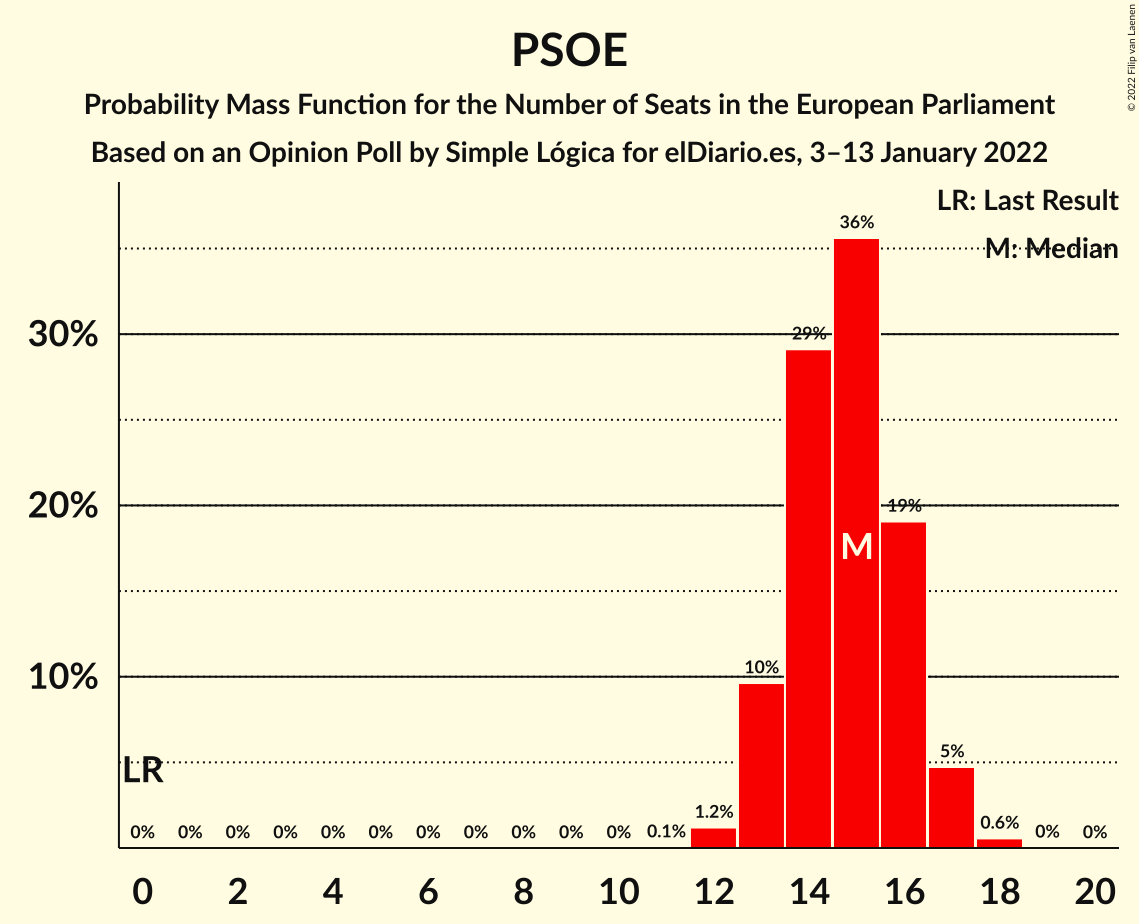 PSOE
Probability Mass Function for the Number of Seats in the European Parliament
Based on an Opinion Poll by Simple Lógica for elDiario.es, 3–13 January 2022
© 2022 Filip van Laenen
LR: Last Result
M: Median
36%
30%
29%
20%
19%
M
10%
10%
5%
LR
0% 0% 0% 0% 0% 0% 0% 0% 0% 0% 0% 0.1% 1.2% 0.6% 0% 0%
0 2 4 6 8 10 12 14 16 18 20